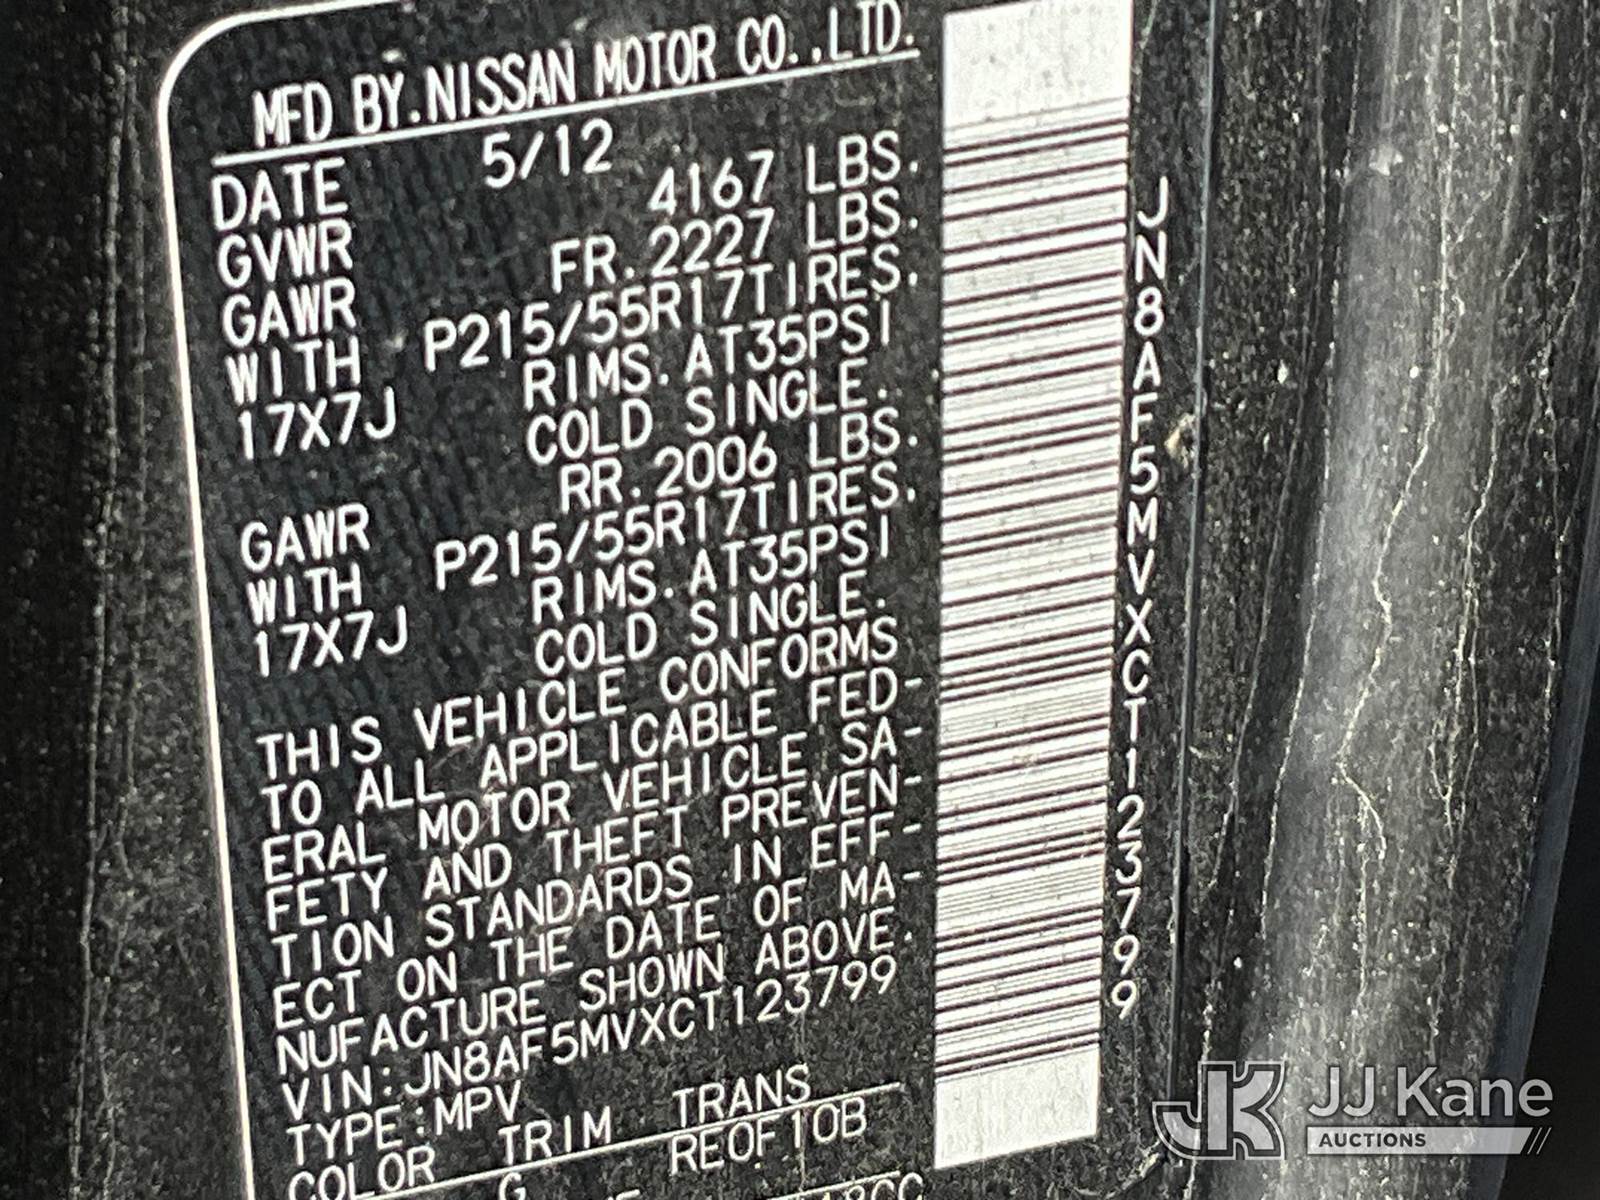 MFD BY.NISSAN MOTOR CO.,LTD.
DATE 5/12
GVWR 4167 LBS.
GAWR FR.2227 LBS.
WITH P215/55R17TIRES.
17X7J RIMS.AT35PSI
COLD SINGLE.
GAWR RR.2006 LBS.
WITH P215/55R17TIRES.
17X7J RIMS.AT35PSI
COLD SINGLE.
THIS VEHICLE CONFORMS
TO ALL APPLICABLE FED-
ERAL MOTOR VEHICLE SA-
FETY AND THEFT PREVEN-
TION STANDARDS IN EFF-
ECT ON THE DATE OF MA-
NUFACTURE SHOWN ABOVE.
VIN:JN8AF5MVXCT123799
TYPE:MPV
COLOR TRIM TRANS
G REOF10B
JN8AF5MVXCT123799
JK JJ Kane
AUCTIONS